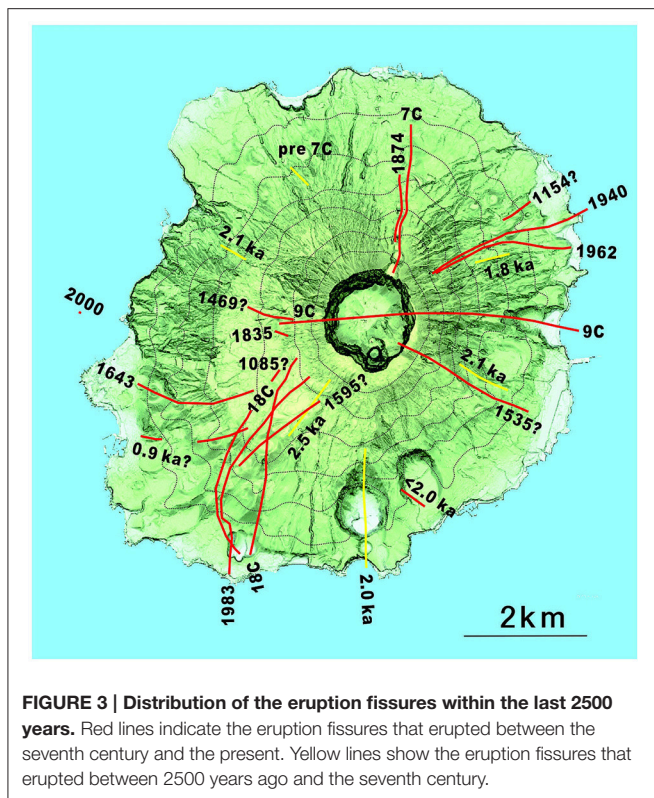 7C
1874
pre 7C
1154?
1940
2.1 ka
1962
1.8 ka
2000
1469?
9C
9C
1835
1085?
2.1 ka
1643
18C
1595?
1535?
2.5 ka
0.9 ka?
<2.0 ka
1983
18C
2.0 ka
2km
FIGURE 3 | Distribution of the eruption fissures within the last 2500
years. Red lines indicate the eruption fissures that erupted between the
seventh century and the present. Yellow lines show the eruption fissures that
erupted between 2500 years ago and the seventh century.